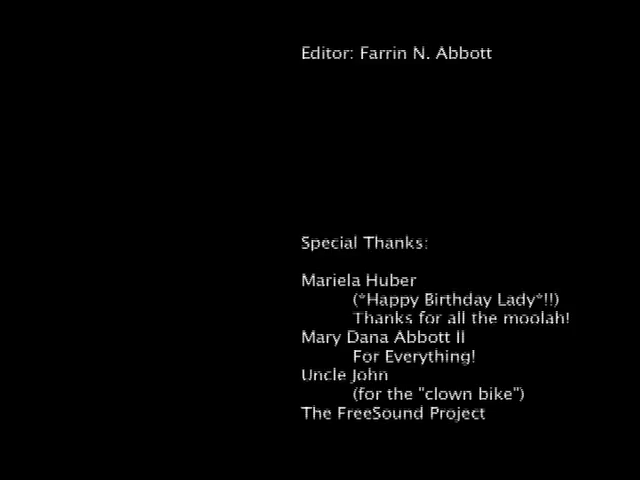 Editor: Farrin N. Abbott
Special Thanks:
Mariela Huber
(*Happy Birthday Lady*!!)
Thanks for all the moolah!
Mary Dana Abbott II
For Everything!
Uncle John
(for the "clown bike")
The FreeSound Project